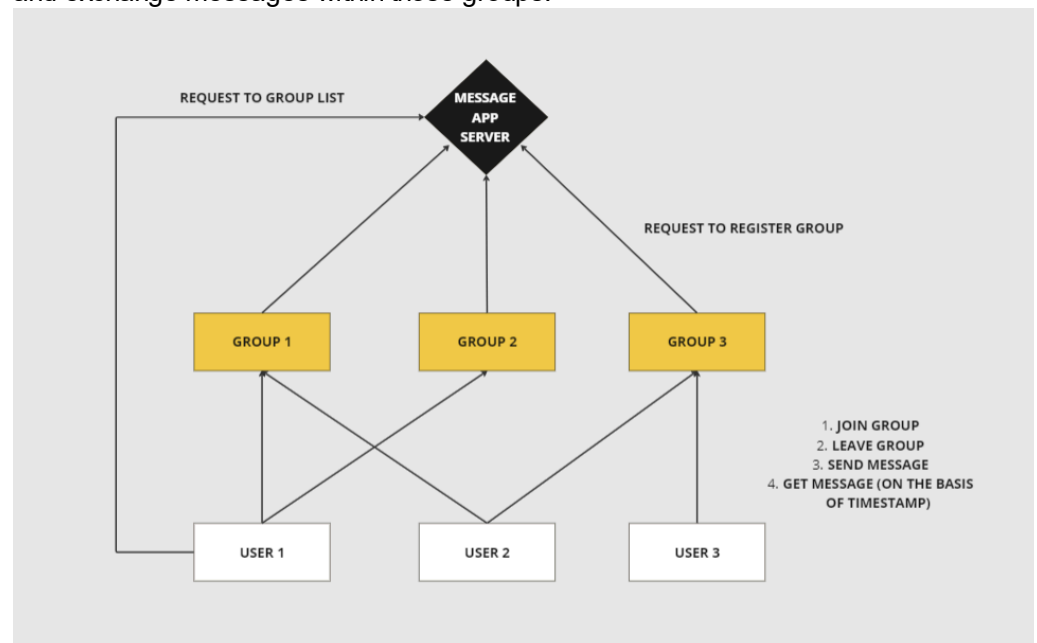 and exchange messages within these groups.
REQUEST TO GROUP LIST
MESSAGE
APP
SERVER
REQUEST TO REGISTER GROUP
GROUP 1
GROUP 2
GROUP 3
1. JOIN GROUP
2. LEAVE GROUP
3. SEND MESSAGE
4. GET MESSAGE (ON THE BASIS
OF TIMESTAMP)
USER 1
USER 2
USER 3